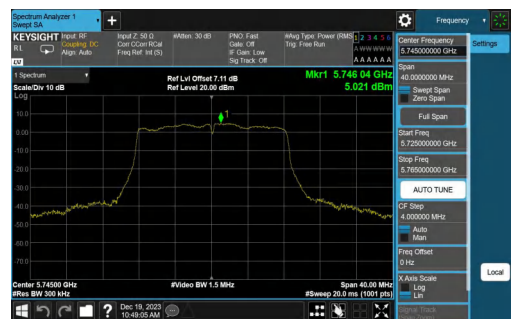 Spectrum Analyzer 1
Swept SA
Frequency
KEYSIGHT
RL
Input: RF
Coupling: DC
Align: Auto
Input Z: 50 Ω
Corr CCorr RCal
Freq Ref: Int (S)
#Atten: 30 dB
PNO: Fast
Gate: Off
IF Gain: Low
Sig Track: Off
#Avg Type: Power (RMS)
Trig: Free Run
1 2 3 4 5 6
A W W W W W
A A A A A A
1 Spectrum
Scale/Div 10 dB
Log
Ref Lvl Offset 7.11 dB
Ref Level 20.00 dBm
Mkr1 5.746 04 GHz
5.021 dBm
1
10.0
0.00
-10.0
-20.0
-30.0
-40.0
-50.0
-60.0
-70.0
Center 5.74500 GHz
#Res BW 300 kHz
#Video BW 1.5 MHz
Span 40.00 MHz
#Sweep 20.0 ms (1001 pts)
Center Frequency
5.745000000 GHz
Span
40.0000000 MHz
Swept Span
Zero Span
Full Span
Start Freq
5.725000000 GHz
Stop Freq
5.765000000 GHz
AUTO TUNE
CF Step
4.000000 MHz
Auto
Man
Freq Offset
0 Hz
X Axis Scale
Log
Lin
Signal Track
Settings
Local
Dec 19, 2023
10:49:05 AM